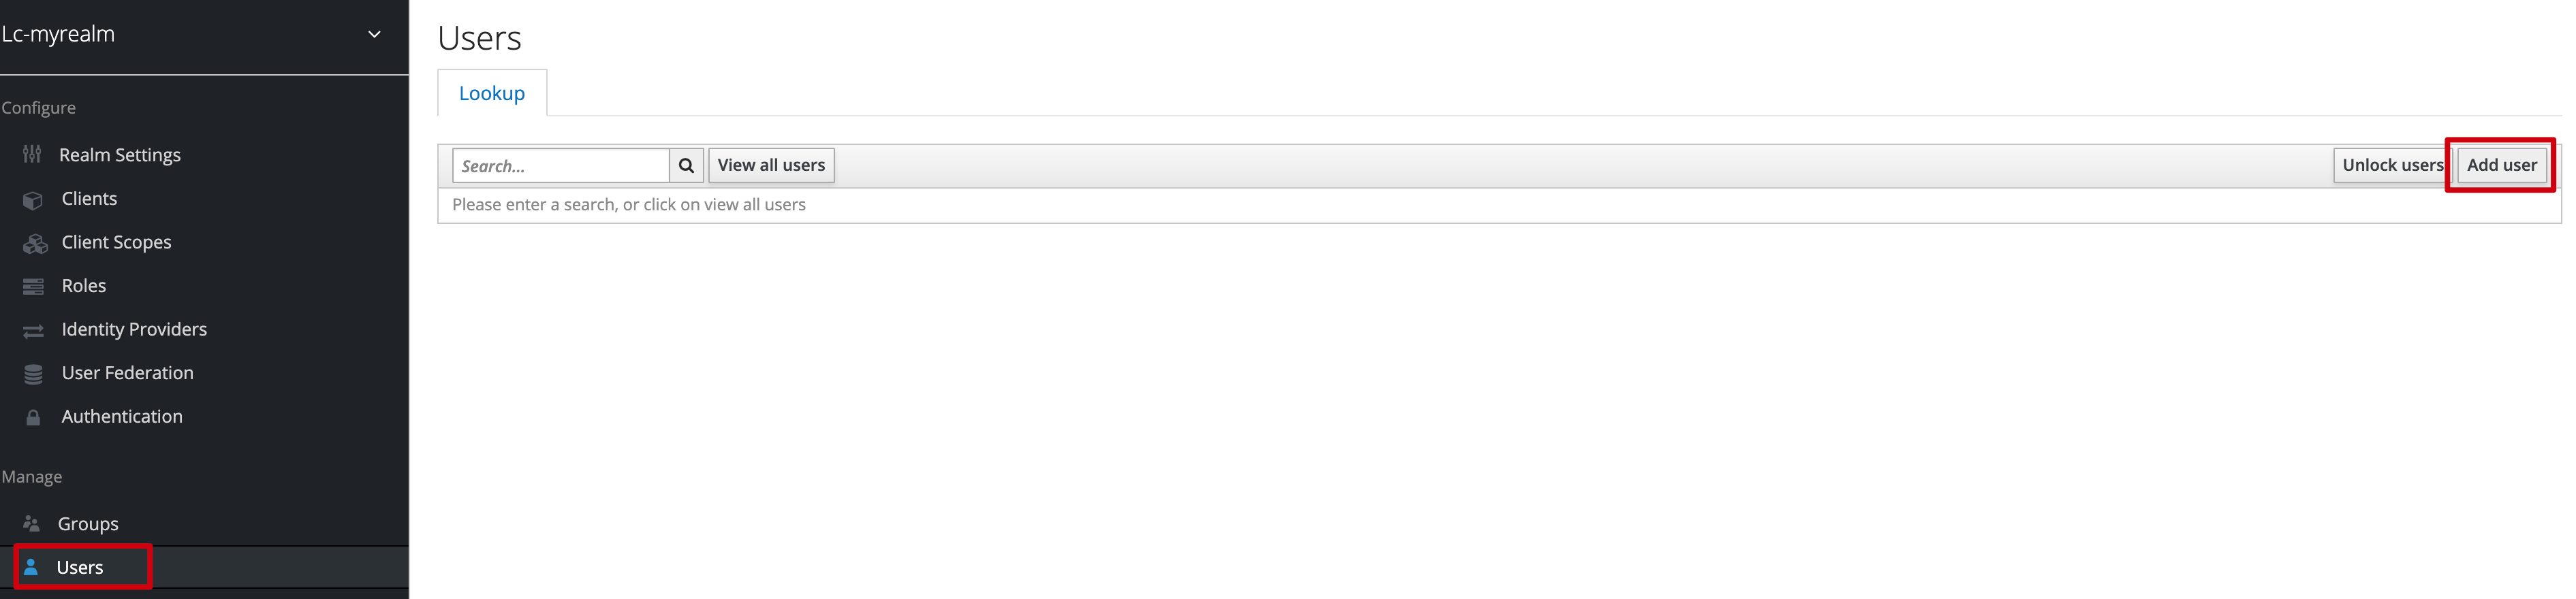 Lc-myrealm
Configure
Realm Settings
Clients
Client Scopes
Roles
Identity Providers
User Federation
Authentication
Manage
Groups
Users
Users
Lookup
Search... View all users Unlock users Add user
Please enter a search, or click on view all users